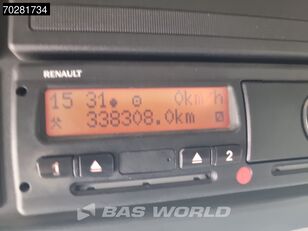 70281734
RENAULT
15 31 0km/h
338308.0km
1 2
BAS WORLD